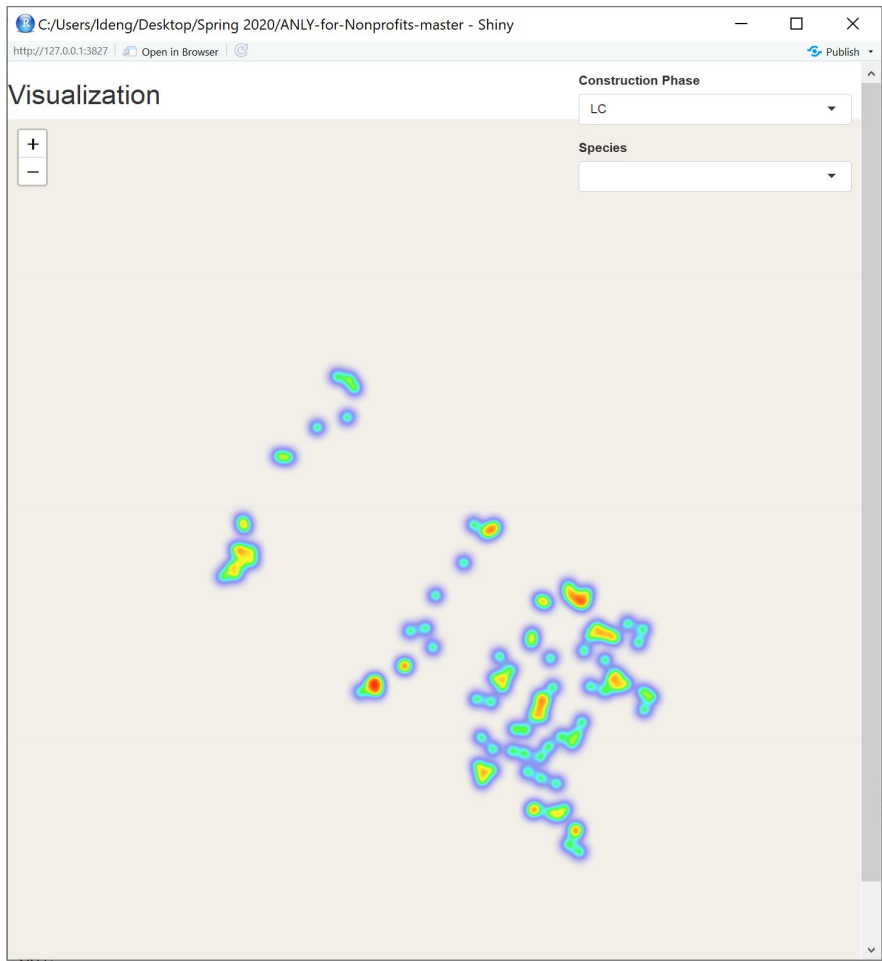 C:/Users/ldeng/Desktop/Spring 2020/ANLY-for-Nonprofits-master - Shiny
http://127.0.0.1:3827 Open in Browser Publish
Visualization
Construction Phase
LC
Species
+
−